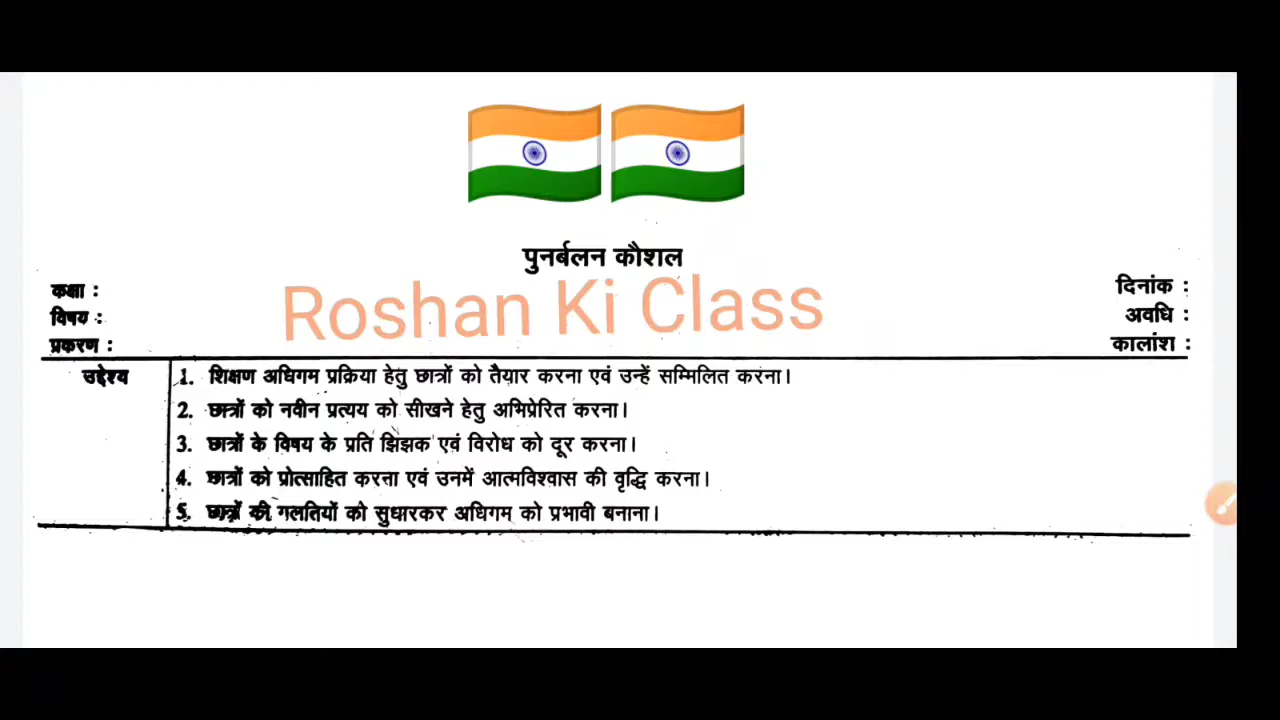 पुनर्बलन कौशल
Roshan Ki Class
कक्षा :
दिनांक :
विषय :
अवधि :
प्रकरण :
कालांश :
उद्देश्य
1. शिक्षण अधिगम प्रक्रिया हेतु छात्रों को तैयार करना एवं उन्हें सम्मिलित करना।
2. छात्रों को नवीन प्रत्यय को सीखने हेतु अभिप्रेरित करना।
3. छात्रों के विषय के प्रति झिझक एवं विरोध को दूर करना।
4. छात्रों को प्रोत्साहित करना एवं उनमें आत्मविश्वास की वृद्धि करना।
5. छात्रों की गलतियों को सुधारकर अधिगम को प्रभावी बनाना।